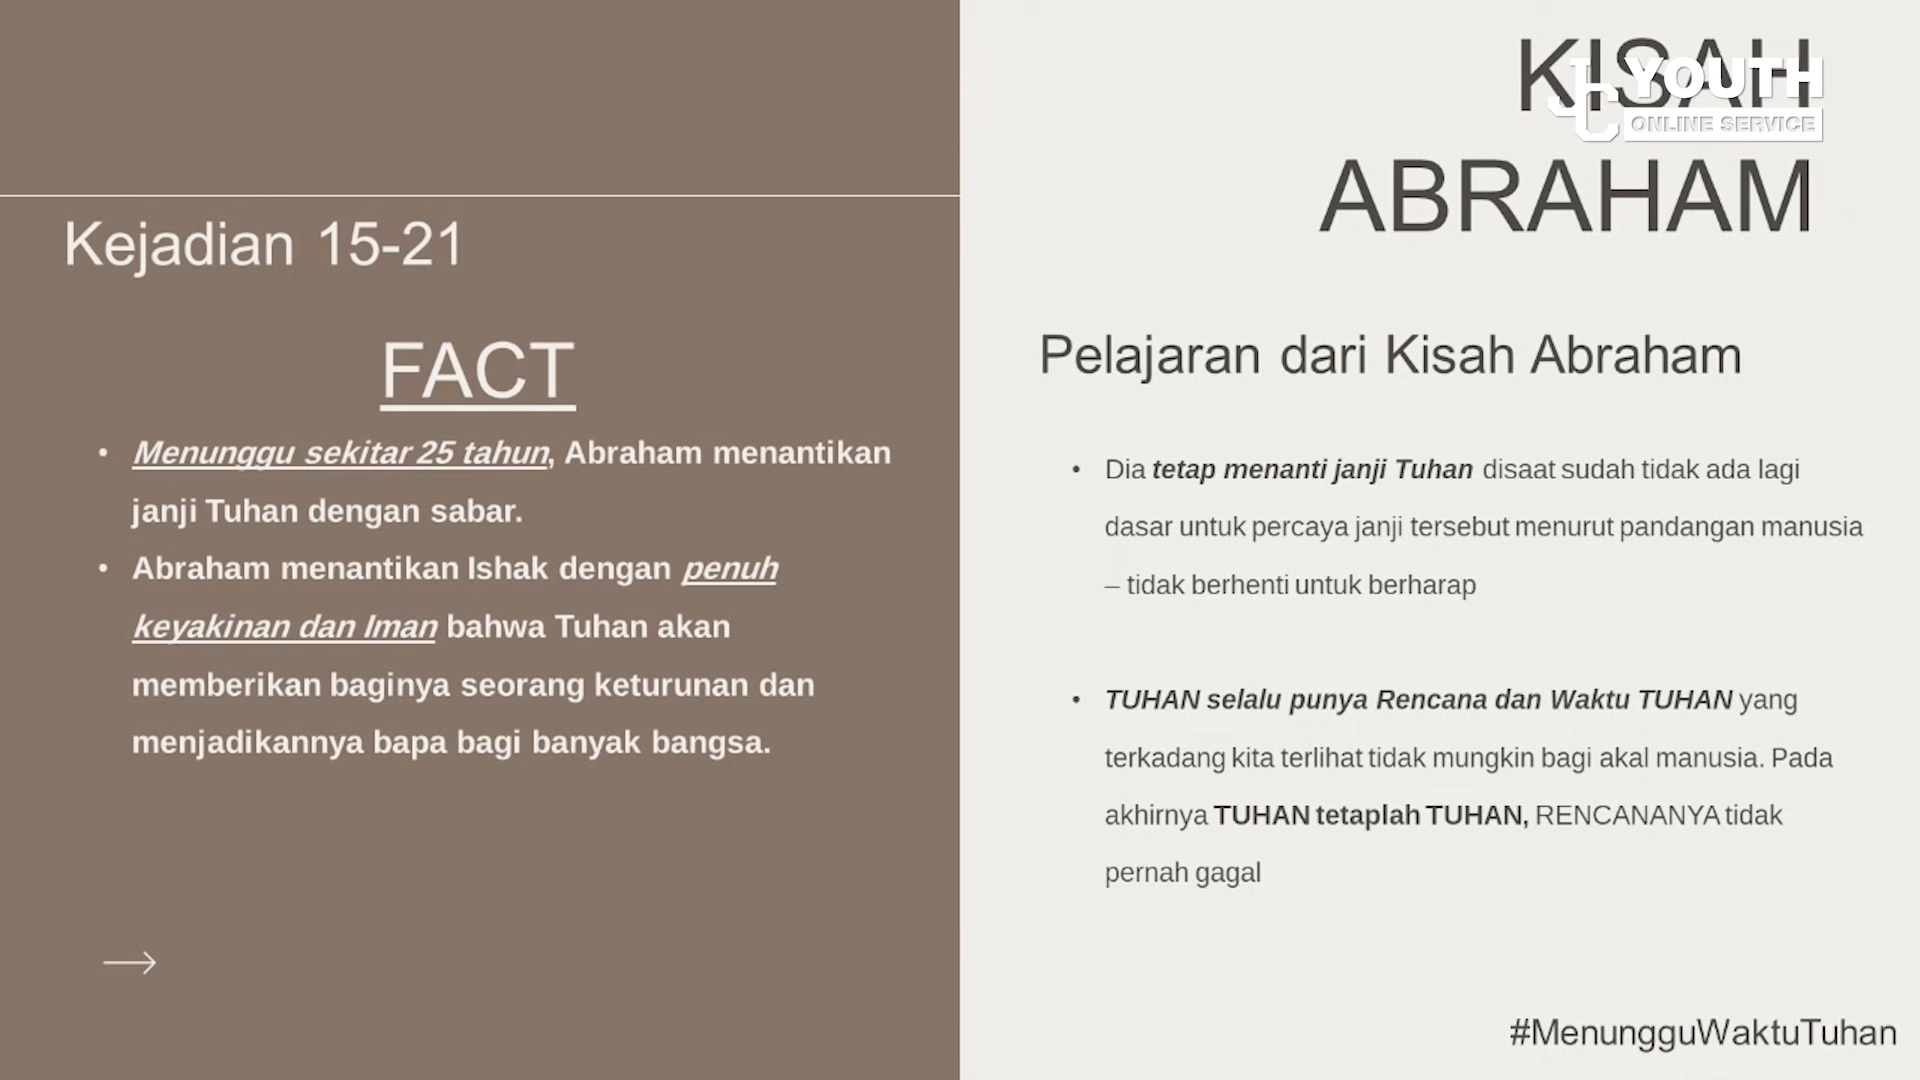 Kejadian 15-21
FACT
• Menunggu sekitar 25 tahun, Abraham menantikan
janji Tuhan dengan sabar.
• Abraham menantikan Ishak dengan penuh
keyakinan dan Iman bahwa Tuhan akan
memberikan baginya seorang keturunan dan
menjadikannya bapa bagi banyak bangsa.
KISAH
ABRAHAM
JC YOUTH
ONLINE SERVICE
Pelajaran dari Kisah Abraham
• Dia tetap menanti janji Tuhan disaat sudah tidak ada lagi
dasar untuk percaya janji tersebut menurut pandangan manusia
– tidak berhenti untuk berharap
• TUHAN selalu punya Rencana dan Waktu TUHAN yang
terkadang kita terlihat tidak mungkin bagi akal manusia. Pada
akhirnya TUHAN tetaplah TUHAN, RENCANANYA tidak
pernah gagal
#MenungguWaktuTuhan